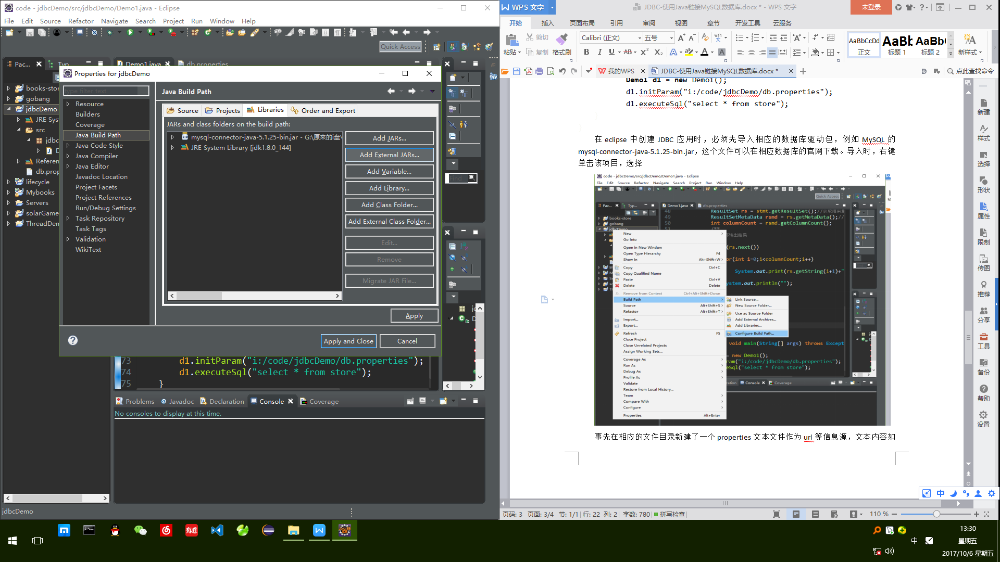 code - jdbcDemo/src/jdbcDemo/Demo1.java - Eclipse
File Edit Source Refactor Navigate Search Project Run Window Help
Quick Access
Pac...
Demo1.java
db.properties
books-stor
gobang
jdbcDemo
JRE Sys
src
jdbc
Referen
db.prop
lifecycle
Mybooks
Servers
solarGame
ThreadDen
Properties for jdbcDemo
type filter text
Resource
Builders
Coverage
Java Build Path
Java Code Style
Java Compiler
Java Editor
Javadoc Location
Project Facets
Project References
Run/Debug Settings
Task Repository
Task Tags
Validation
WikiText
Java Build Path
Source Projects Libraries Order and Export
JARs and class folders on the build path:
mysql-connector-java-5.1.25-bin.jar - G:\原来的i盘\
JRE System Library [jdk1.8.0_144]
Add JARs...
Add External JARs...
Add Variable...
Add Library...
Add Class Folder...
Add External Class Folder...
Edit...
Remove
Migrate JAR File...
Apply
Apply and Close
Cancel
Find
73 d1.initParam("i:/code/jdbcDemo/db.properties");
74 d1.executeSql("select * from store");
75 }
Problems @ Javadoc Declaration Console Coverage
No consoles to display at this time.
jdbcDemo
WPS 文字
JDBC-使用Java链接MySQL数据库.docx * - WPS 文字
未登录
开始 插入 页面布局 引用 审阅 视图 章节 开发工具 云服务
粘贴 剪切 复制 格式刷
Calibri (正文) 五号
AaBbCcDd 正文
AaBb 标题 1
AaBb 标题 2
新样式
我的WPS
JDBC-使用Java链接MySQL数据库.docx *
点此查找命令
Demo1 d1 = new Demo1();
d1.initParam("i:/code/jdbcDemo/db.properties");
d1.executeSql("select * from store");
在 eclipse 中创建 JDBC 应用时，必须先导入相应的数据库驱动包，例如 MySQL 的
mysql-connector-java-5.1.25-bin.jar，这个文件可以在相应数据库的官网下载。导入时，右键
单击该项目，选择
code - jdbcDemo/src/jdbcDemo/Demo1.java - Eclipse
File Edit Source Refactor Navigate Search Project Run Window Help
Quick Access
Pac... Typ...
Demo1.java db.properties
books-store
gobang
jdbcDemo
48 ResultSet rs = stmt.getResultSet();//获取结果集
49 ResultSetMetaData rsmd = rs.getMetaData();//
50 int columnCount = rsmd.getColumnCount();
51 /**
输出结果
(rs.next())
or(int i=0;i<columnCount;i++)
System.out.print(rs.getString(i+1)+"
ystem.out.println("");
void main(String[] args) throws Except
= new Demo1();
ram("i:/code/jdbcDemo/db.properties");
eSql("select * from store");
New
Go Into
Open in New Window
Open Type Hierarchy F4
Show In Alt+Shift+W
Copy Ctrl+C
Copy Qualified Name
Paste Ctrl+V
Delete Delete
Remove from Context Ctrl+Alt+Shift+Down
Build Path
Source Alt+Shift+S
Refactor Alt+Shift+T
Import...
Export...
Refresh F5
Close Project
Close Unrelated Projects
Assign Working Sets...
Coverage As
Run As
Debug As
Profile As
Validate
Restore from Local History...
Team
Compare With
Configure
Properties Alt+Enter
Link Source...
New Source Folder...
Use as Source Folder
Add External Archives...
Add Libraries...
Configure Build Path...
Console Coverage
事先在相应的文件目录新建了一个 properties 文本文件作为 url 等信息源，文本内容如
新建
样式
选择
形状
属性
限制
传图
推荐
分享
工具
备份
帮助
设置
中
页码: 3 页面: 3/4 节: 1/1 行: 22 列: 2 字数: 780 拼写检查
110 %
有道
中
13:30
星期五
2017/10/6 星期五